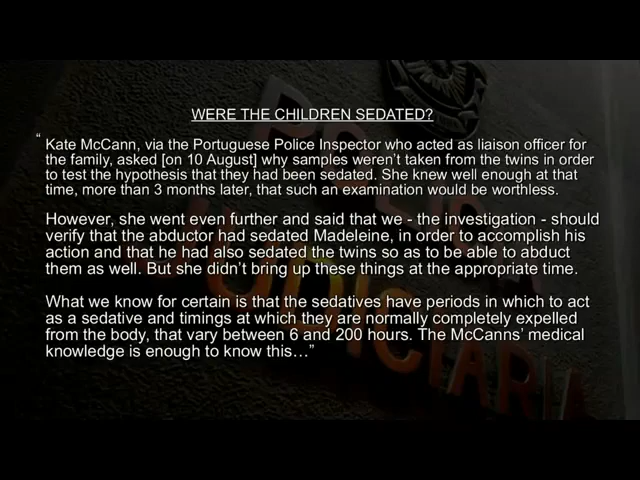 WERE THE CHILDREN SEDATED?
“ Kate McCann, via the Portuguese Police Inspector who acted as liaison officer for
the family, asked [on 10 August] why samples weren’t taken from the twins in order
to test the hypothesis that they had been sedated. She knew well enough at that
time, more than 3 months later, that such an examination would be worthless.
However, she went even further and said that we - the investigation - should
verify that the abductor had sedated Madeleine, in order to accomplish his
action and that he had also sedated the twins so as to be able to abduct
them as well. But she didn’t bring up these things at the appropriate time.
What we know for certain is that the sedatives have periods in which to act
as a sedative and timings at which they are normally completely expelled
from the body, that vary between 6 and 200 hours. The McCanns’ medical
knowledge is enough to know this…”
POLICIA
JUDICIARIA